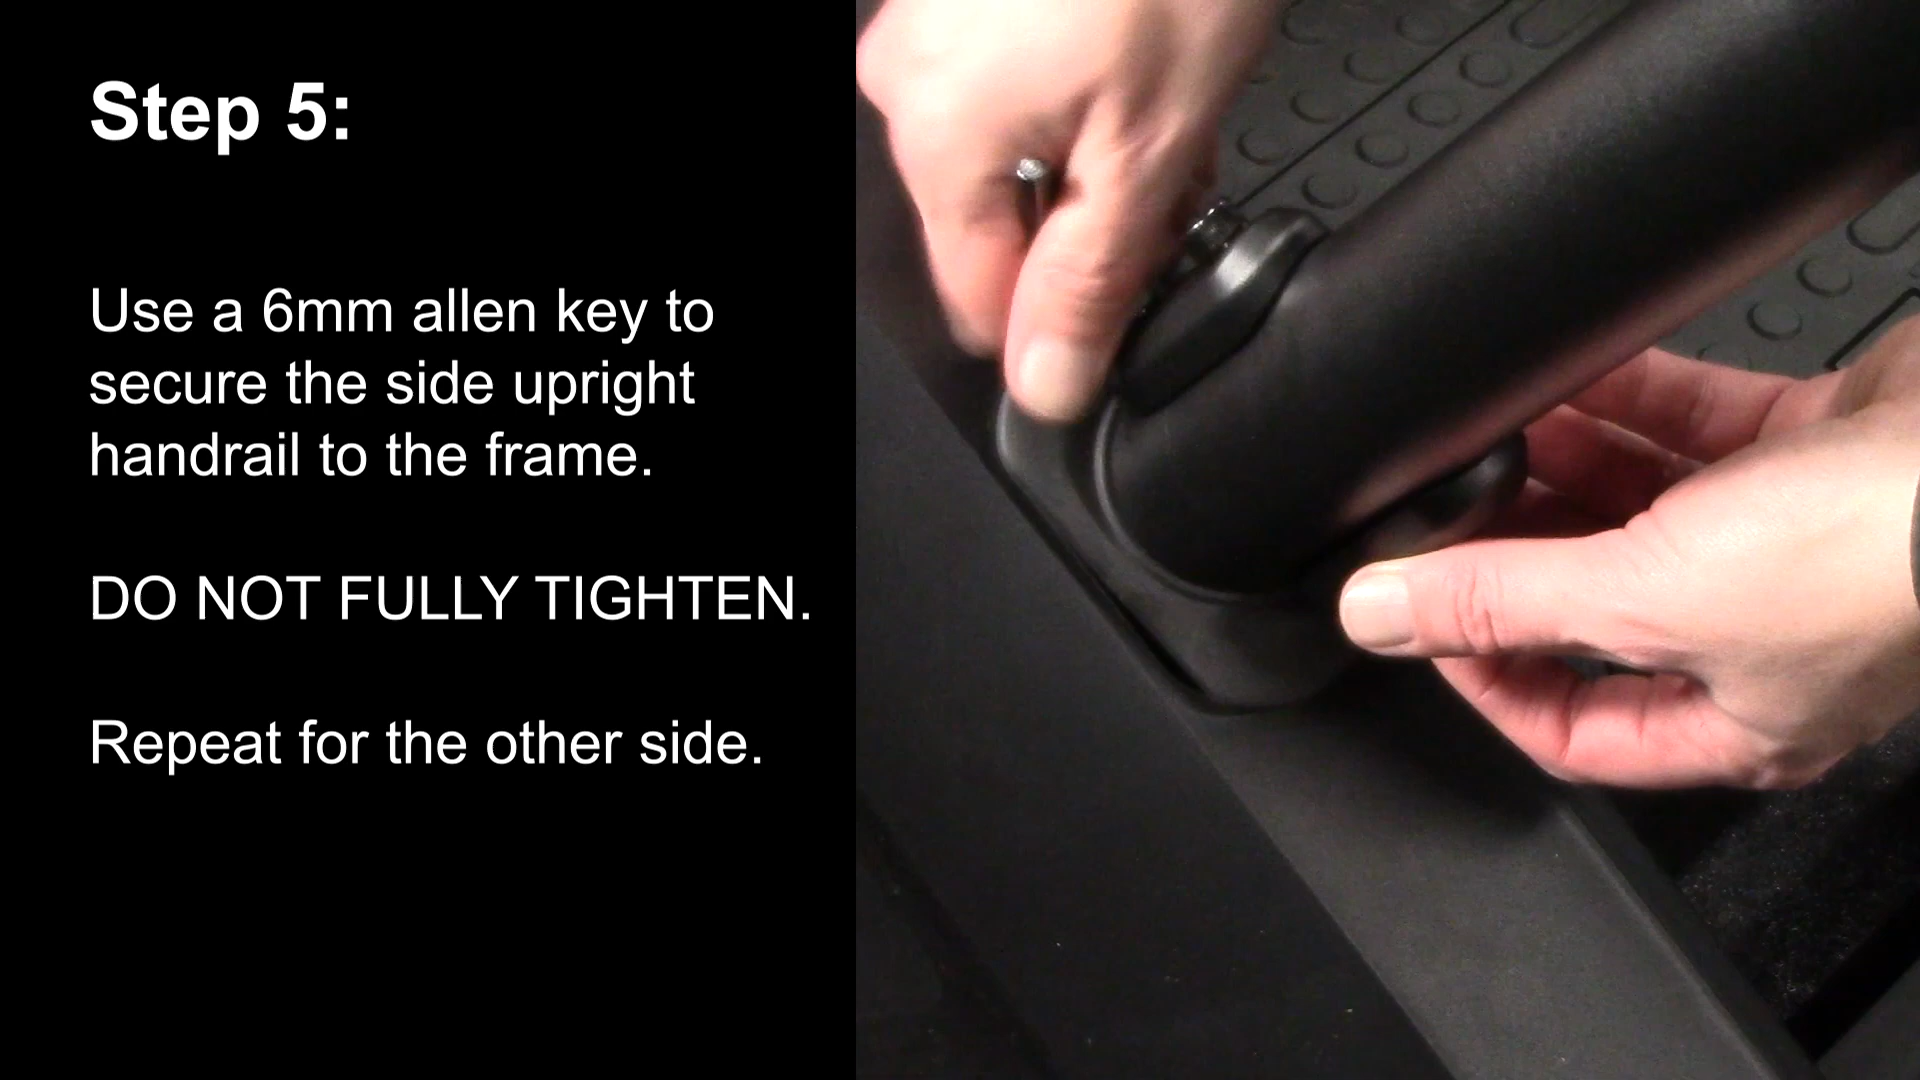 Step 5:
Use a 6mm allen key to
secure the side upright
handrail to the frame.
DO NOT FULLY TIGHTEN.
Repeat for the other side.